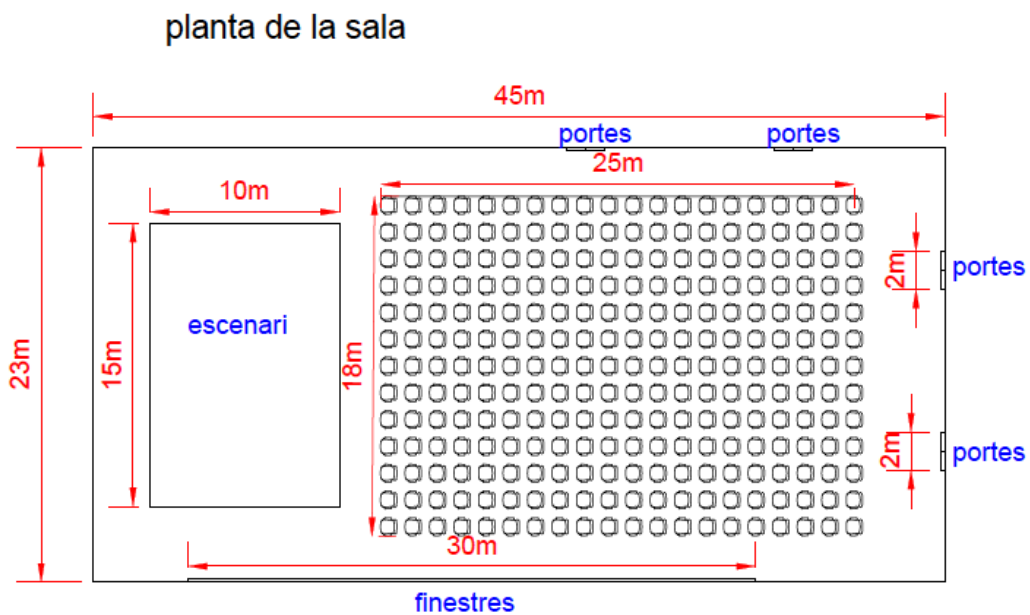 planta de la sala
45m
portes
portes
25m
10m
2m
portes
escenari
23m
15m
18m
2m
portes
30m
finestres